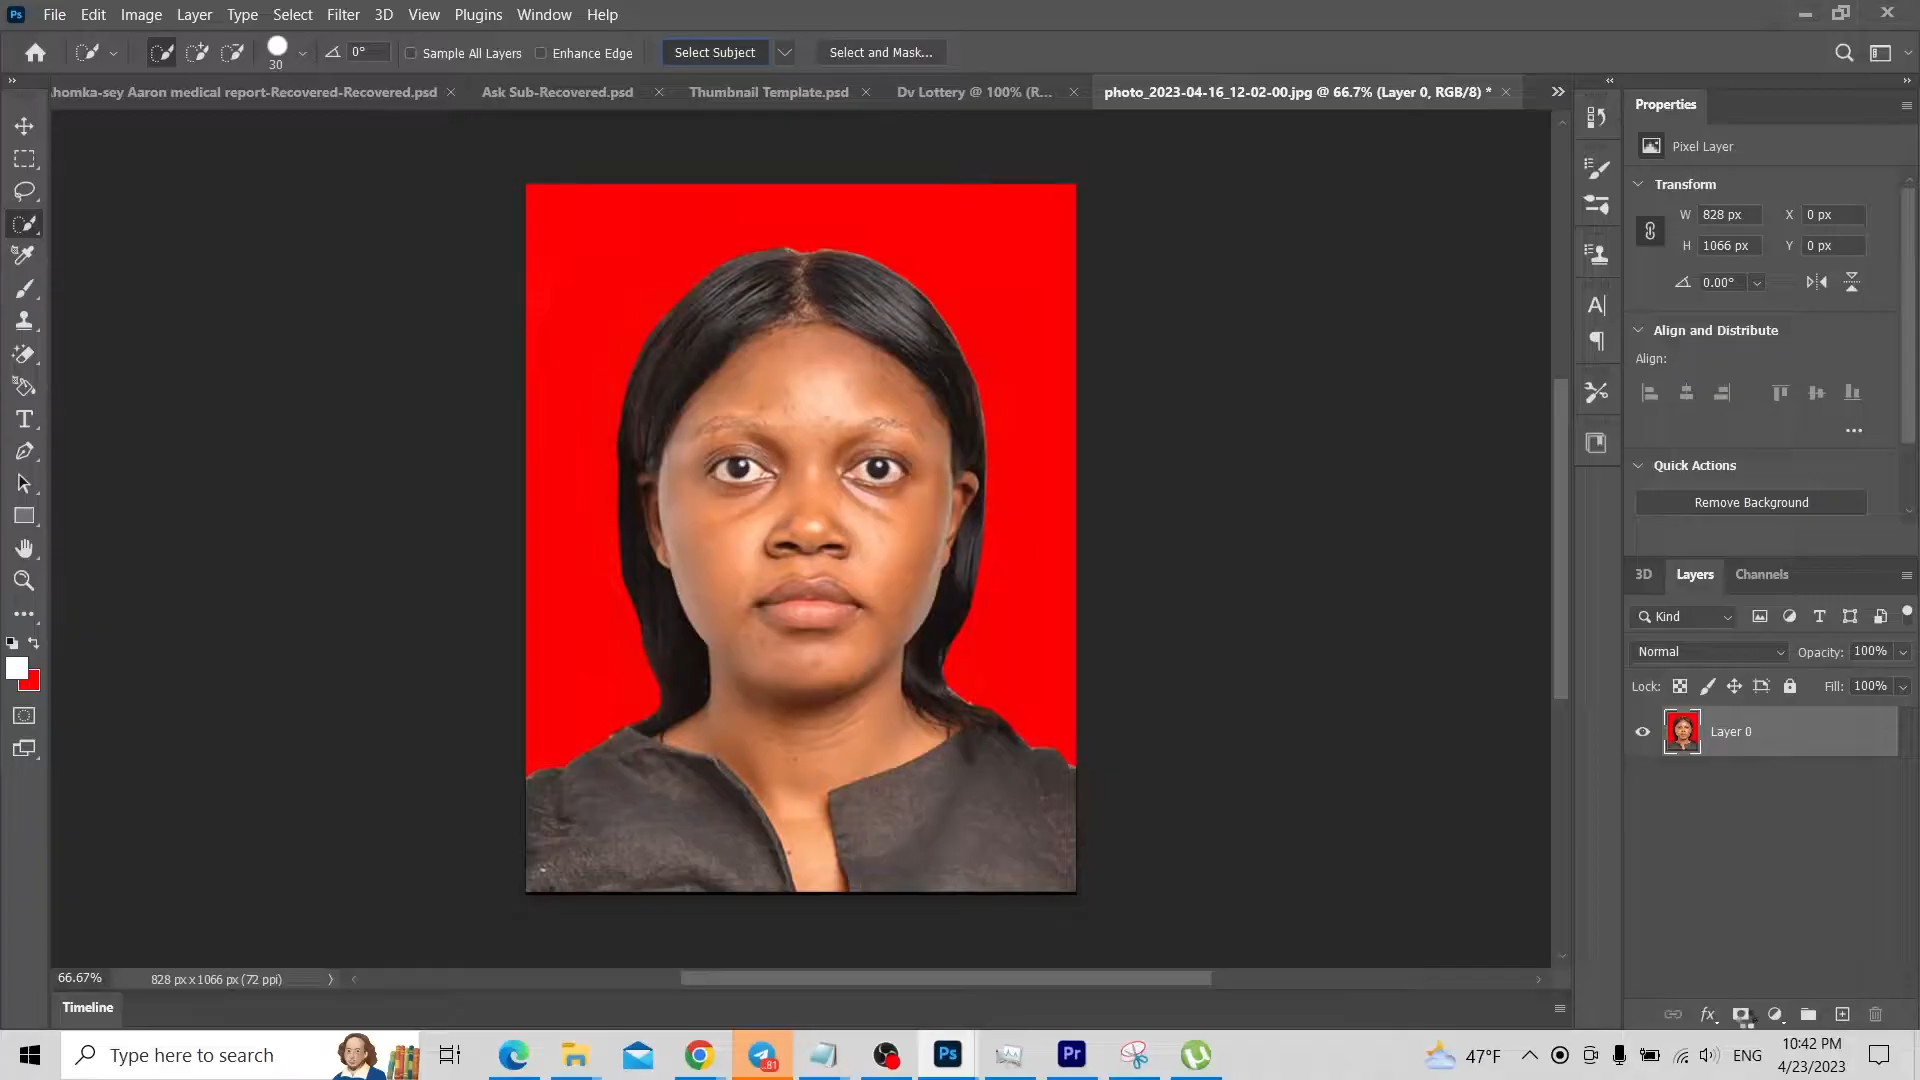 Ps File Edit Image Layer Type Select Filter 3D View Plugins Window Help
30 0° Sample All Layers Enhance Edge Select Subject Select and Mask...
homka-sey Aaron medical report-Recovered-Recovered.psd Ask Sub-Recovered.psd Thumbnail Template.psd Dv Lottery @ 100% (R... photo_2023-04-16_12-02-00.jpg @ 66.7% (Layer 0, RGB/8) *
Properties
Pixel Layer
Transform
W 828 px X 0 px
H 1066 px Y 0 px
0.00°
Align and Distribute
Align:
Quick Actions
Remove Background
3D Layers Channels
Kind
Normal Opacity: 100%
Lock: Fill: 100%
Layer 0
66.67% 828 px x 1066 px (72 ppi)
Timeline
Type here to search
81
Ps
Pr
47°F
ENG
10:42 PM
4/23/2023